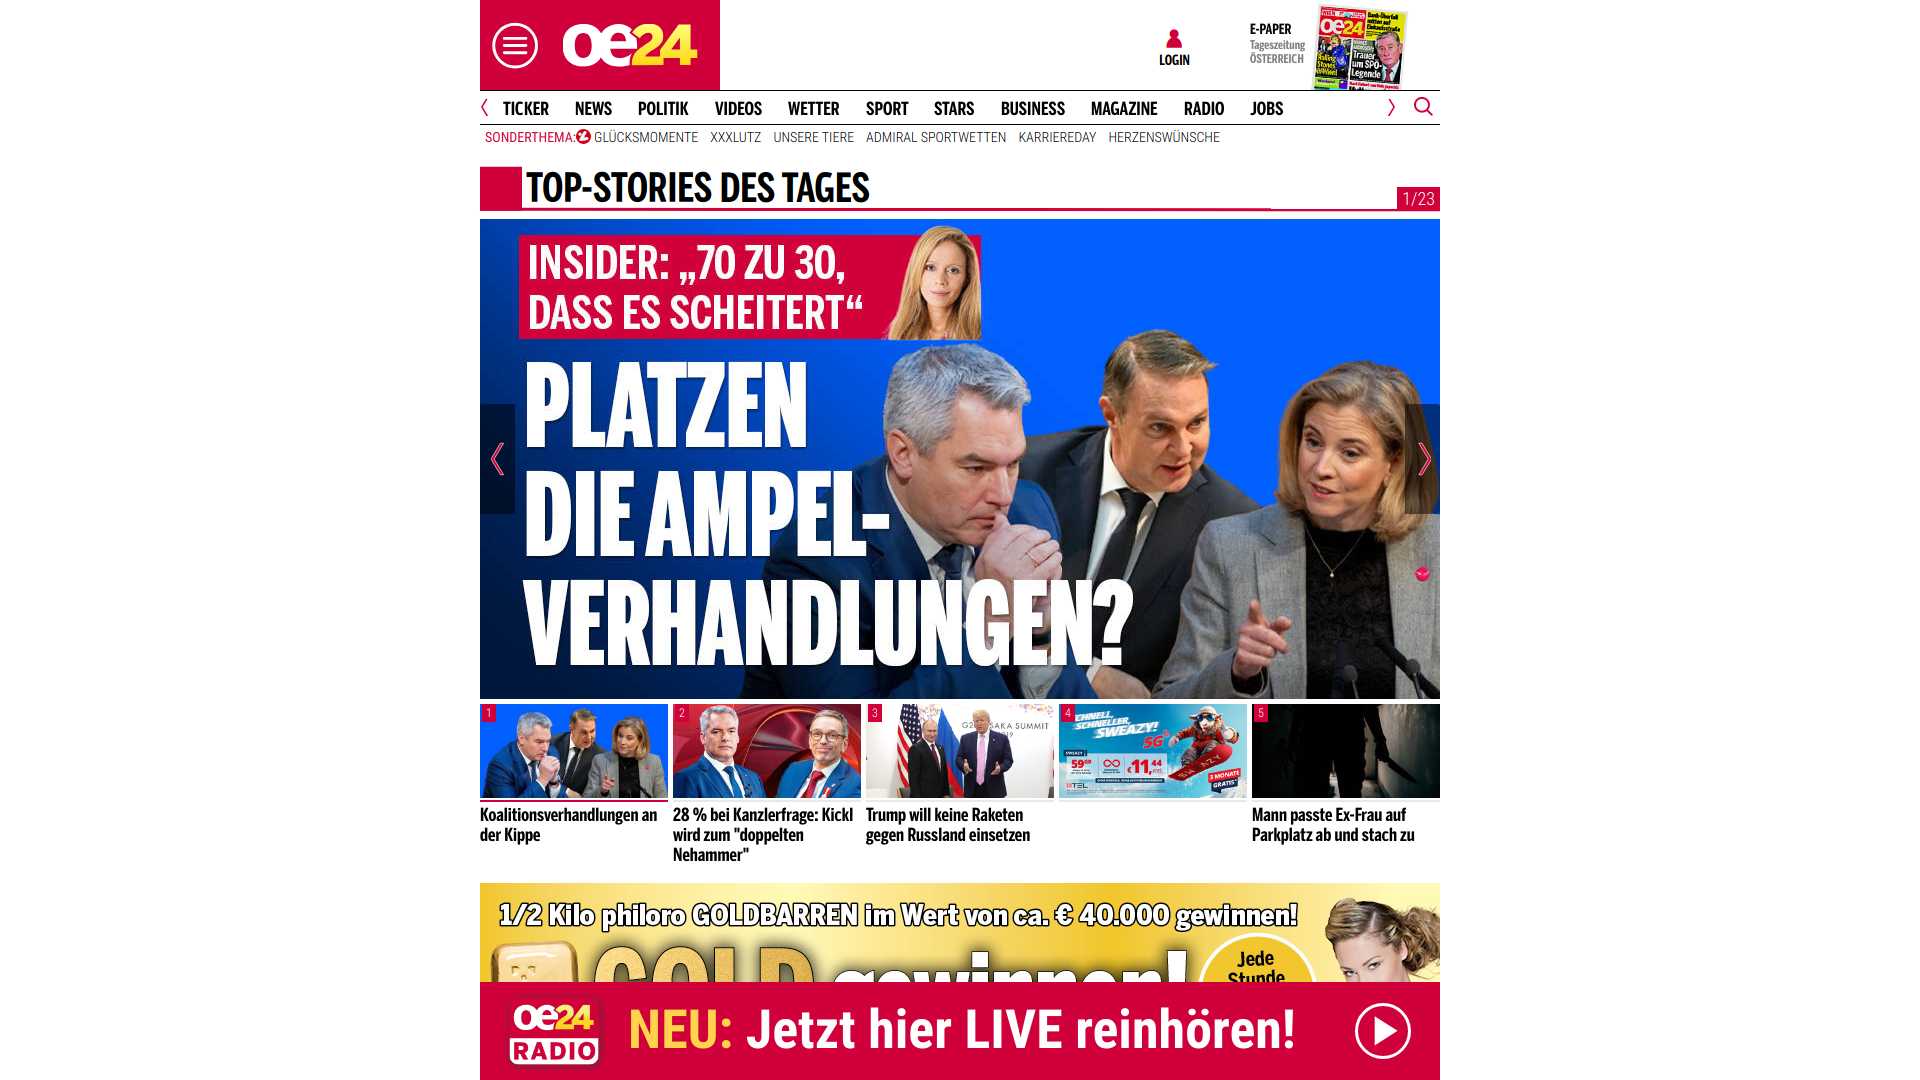 oe24
LOGIN
E-PAPER
Tageszeitung
ÖSTERREICH
oe24
TICKER NEWS POLITIK VIDEOS WETTER SPORT STARS BUSINESS MAGAZINE RADIO JOBS
SONDERTHEMA: GLÜCKSMOMENTE XXXLUTZ UNSERE TIERE ADMIRAL SPORTWETTEN KARRIEREDAY HERZENSWÜNSCHE
TOP-STORIES DES TAGES
1/23
INSIDER: „70 ZU 30,
DASS ES SCHEITERT“
PLATZEN
DIE AMPEL-
VERHANDLUNGEN?
1
2
3
4
5
SCHNELL,
SCHNELLER,
SWEAZY!
5G
€11,44
3 MONATE
GRATIS*
Koalitionsverhandlungen an
der Kippe
28 % bei Kanzlerfrage: Kickl
wird zum "doppelten
Nehammer"
Trump will keine Raketen
gegen Russland einsetzen
Mann passte Ex-Frau auf
Parkplatz ab und stach zu
1/2 Kilo philoro GOLDBARREN im Wert von ca. € 40.000 gewinnen!
GOLD gewinnen!
Jede
Stunde
oe24
RADIO
NEU: Jetzt hier LIVE reinhören!